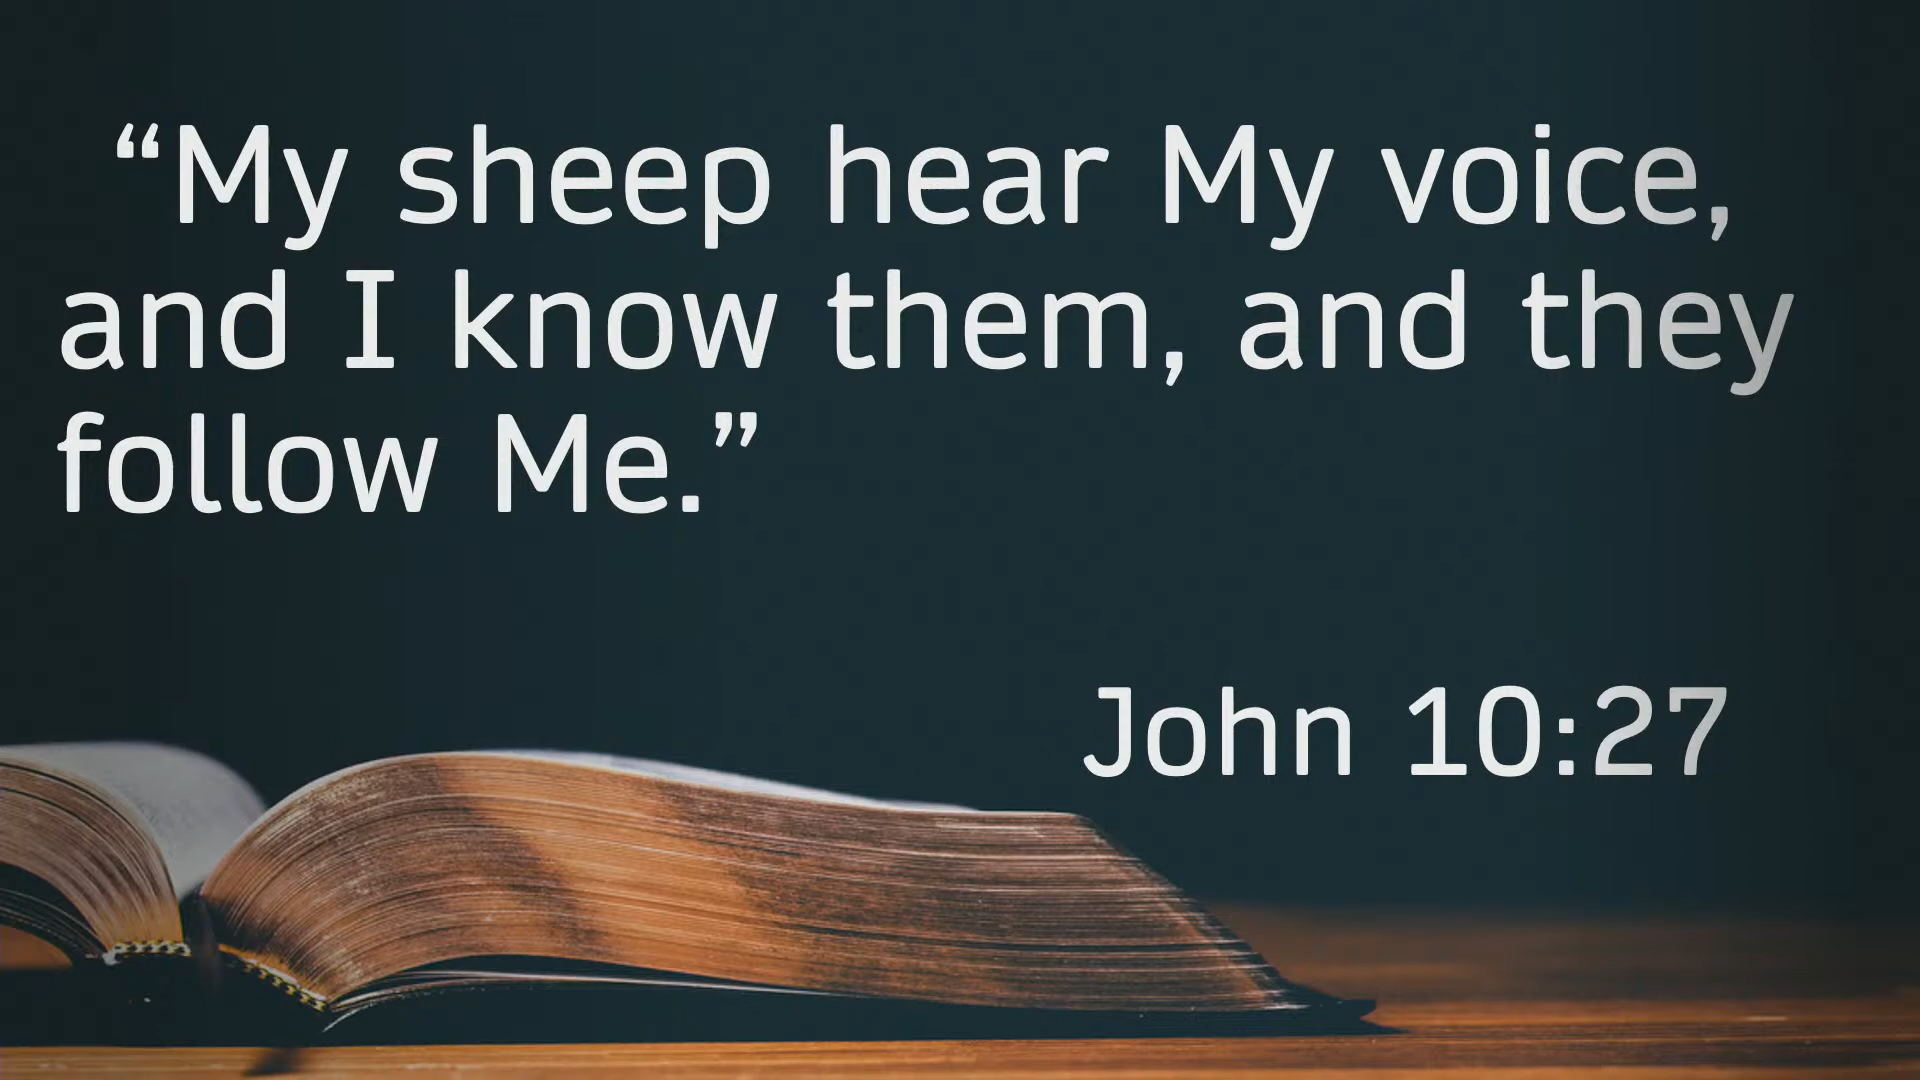 “My sheep hear My voice,
and I know them, and they
follow Me.”
John 10:27